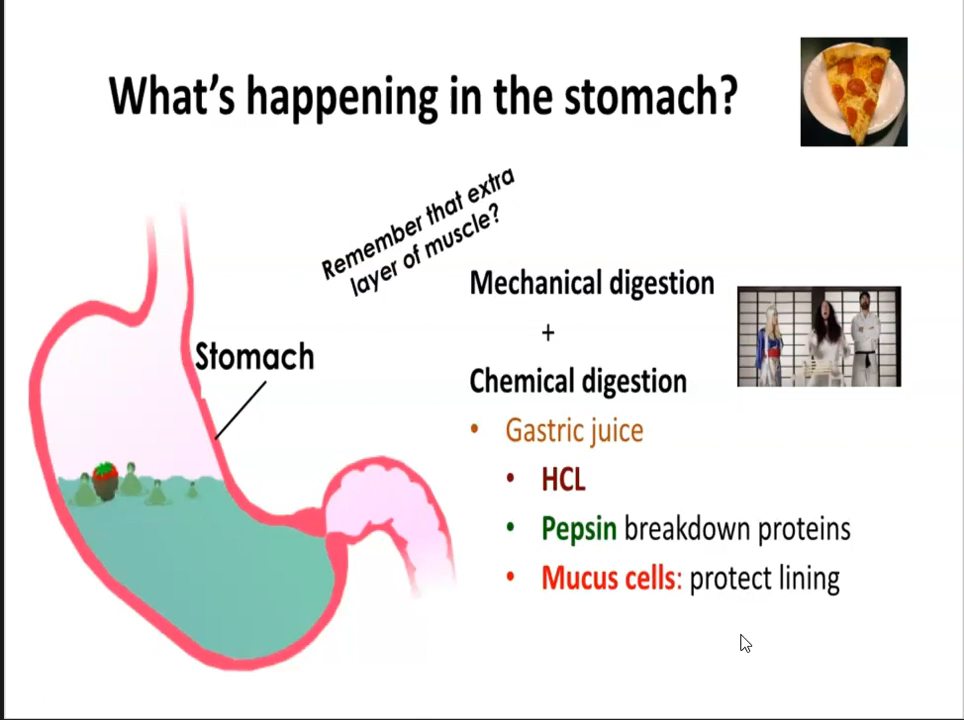 What's happening in the stomach?
Remember that extra
layer of muscle?
Mechanical digestion
+
Stomach
Chemical digestion
• Gastric juice
• HCL
• Pepsin breakdown proteins
• Mucus cells: protect lining